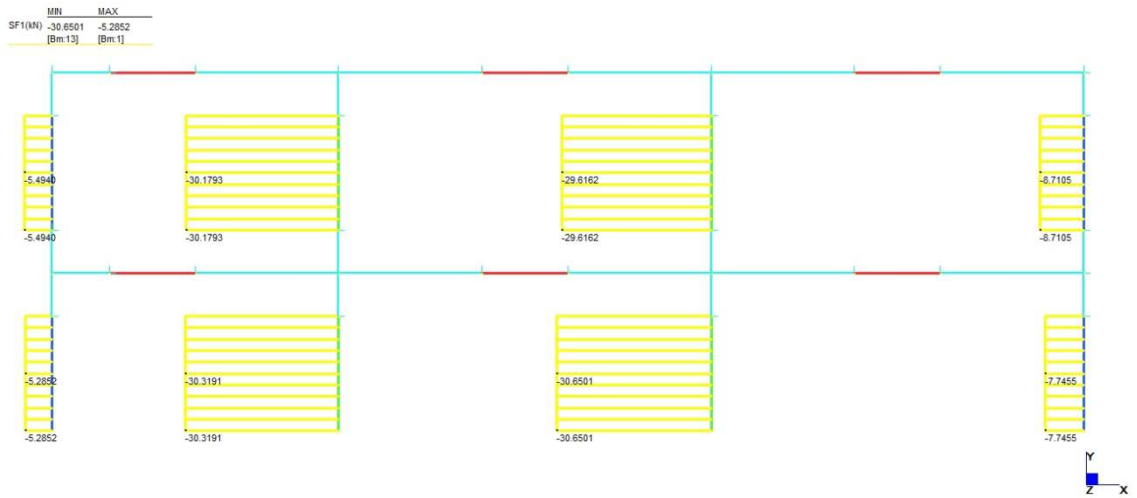 MIN MAX
SF1(kN) -30.6501 -5.2852
[Bm:13] [Bm:1]
-5.4940 -30.1793 -29.6162 -8.7105
-5.4940 -30.1793 -29.6162 -8.7105
-5.2852 -30.3191 -30.6501 -7.7455
-5.2852 -30.3191 -30.6501 -7.7455
Y
Z X